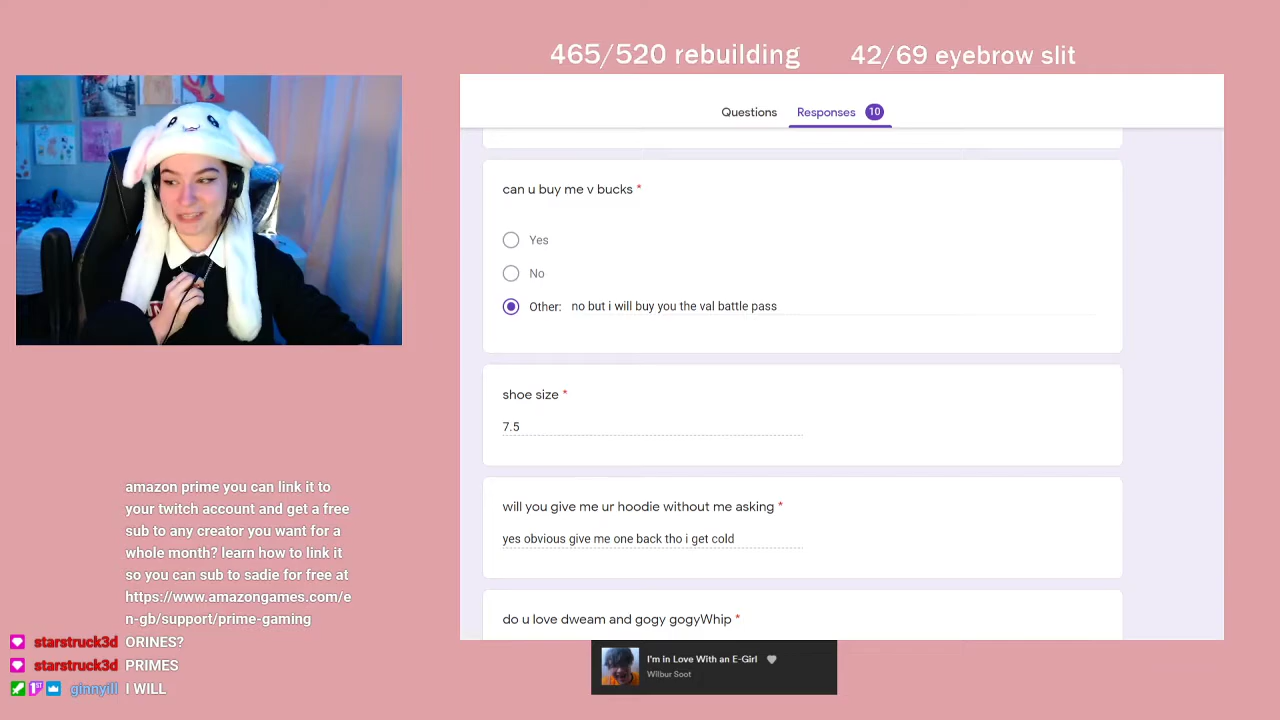 465/520 rebuilding
42/69 eyebrow slit
Questions
Responses 10
can u buy me v bucks *
Yes
No
Other: no but i will buy you the val battle pass
shoe size *
7.5
will you give me ur hoodie without me asking *
yes obvious give me one back tho i get cold
do u love dweam and gogy gogyWhip *
amazon prime you can link it to
your twitch account and get a free
sub to any creator you want for a
whole month? learn how to link it
so you can sub to sadie for free at
https://www.amazongames.com/e
n-gb/support/prime-gaming
starstruck3d ORINES?
starstruck3d PRIMES
ginnyill I WILL
I'm in Love With an E-Girl
Wilbur Soot